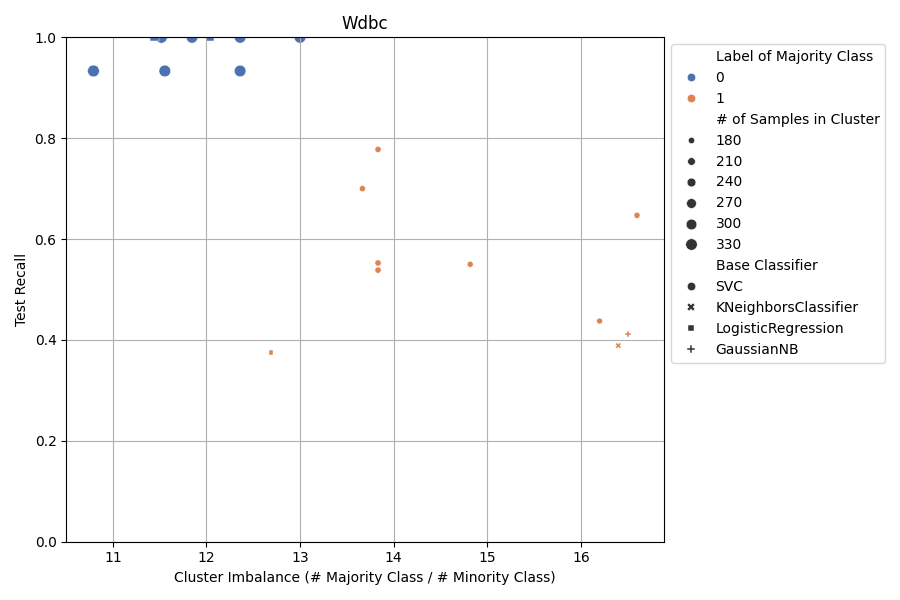 Wdbc
1.0
0.8
0.6
0.4
0.2
0.0
Test Recall
11
12
13
14
15
16
Cluster Imbalance (# Majority Class / # Minority Class)
Label of Majority Class
0
1
# of Samples in Cluster
180
210
240
270
300
330
Base Classifier
SVC
KNeighborsClassifier
LogisticRegression
GaussianNB